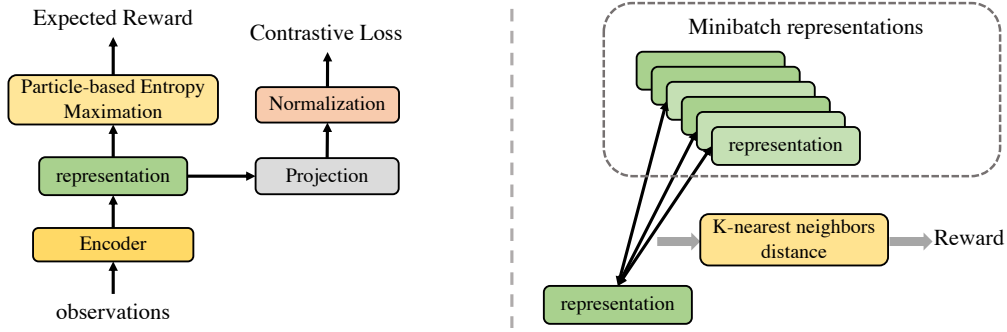 Expected Reward
Contrastive Loss
Particle-based Entropy
Maximation
Normalization
representation
Projection
Encoder
observations
Minibatch representations
representation
K-nearest neighbors
distance
Reward
representation